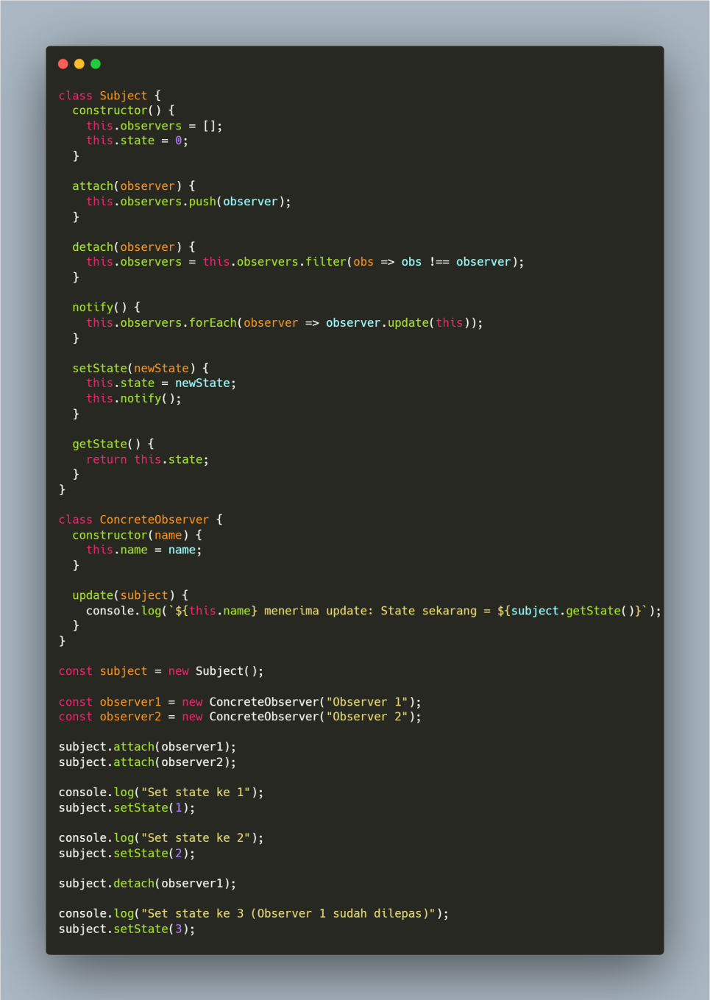 class Subject {
  constructor() {
    this.observers = [];
    this.state = 0;
  }

  attach(observer) {
    this.observers.push(observer);
  }

  detach(observer) {
    this.observers = this.observers.filter(obs => obs !== observer);
  }

  notify() {
    this.observers.forEach(observer => observer.update(this));
  }

  setState(newState) {
    this.state = newState;
    this.notify();
  }

  getState() {
    return this.state;
  }
}

class ConcreteObserver {
  constructor(name) {
    this.name = name;
  }

  update(subject) {
    console.log(`${this.name} menerima update: State sekarang = ${subject.getState()}`);
  }
}

const subject = new Subject();

const observer1 = new ConcreteObserver("Observer 1");
const observer2 = new ConcreteObserver("Observer 2");

subject.attach(observer1);
subject.attach(observer2);

console.log("Set state ke 1");
subject.setState(1);

console.log("Set state ke 2");
subject.setState(2);

subject.detach(observer1);

console.log("Set state ke 3 (Observer 1 sudah dilepas)");
subject.setState(3);